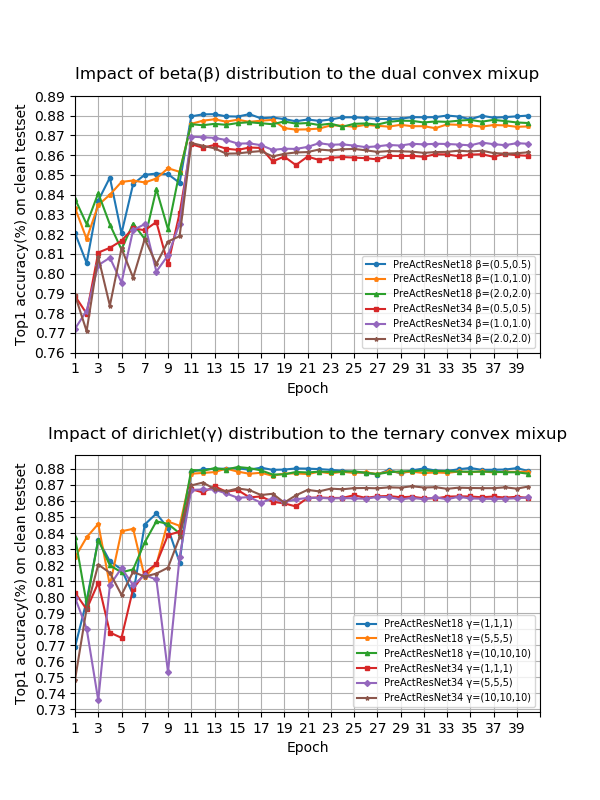 Impact of beta(β) distribution to the dual convex mixup
Top1 accuracy(%) on clean testset
0.89
0.88
0.87
0.86
0.85
0.84
0.83
0.82
0.81
0.80
0.79
0.78
0.77
0.76
PreActResNet18 β=(0.5,0.5)
PreActResNet18 β=(1.0,1.0)
PreActResNet18 β=(2.0,2.0)
PreActResNet34 β=(0.5,0.5)
PreActResNet34 β=(1.0,1.0)
PreActResNet34 β=(2.0,2.0)
1 3 5 7 9 11 13 15 17 19 21 23 25 27 29 31 33 35 37 39
Epoch
Impact of dirichlet(γ) distribution to the ternary convex mixup
Top1 accuracy(%) on clean testset
0.88
0.87
0.86
0.85
0.84
0.83
0.82
0.81
0.80
0.79
0.78
0.77
0.76
0.75
0.74
0.73
PreActResNet18 γ=(1,1,1)
PreActResNet18 γ=(5,5,5)
PreActResNet18 γ=(10,10,10)
PreActResNet34 γ=(1,1,1)
PreActResNet34 γ=(5,5,5)
PreActResNet34 γ=(10,10,10)
1 3 5 7 9 11 13 15 17 19 21 23 25 27 29 31 33 35 37 39
Epoch